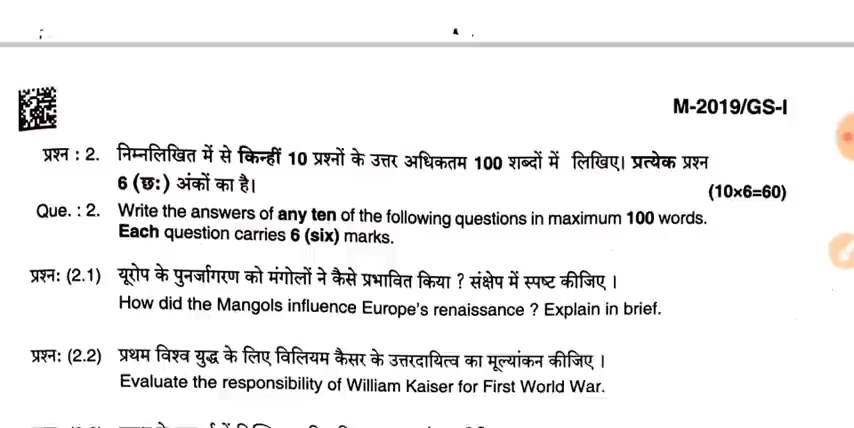 M-2019/GS-I
प्रश्न : 2. निम्नलिखित में से किन्हीं 10 प्रश्नों के उत्तर अधिकतम 100 शब्दों में लिखिए। प्रत्येक प्रश्न
6 (छः) अंकों का है।
(10×6=60)
Que. : 2. Write the answers of any ten of the following questions in maximum 100 words.
Each question carries 6 (six) marks.
प्रश्न: (2.1) यूरोप के पुनर्जागरण को मंगोलों ने कैसे प्रभावित किया ? संक्षेप में स्पष्ट कीजिए ।
How did the Mangols influence Europe's renaissance ? Explain in brief.
प्रश्न: (2.2) प्रथम विश्व युद्ध के लिए विलियम कैसर के उत्तरदायित्व का मूल्यांकन कीजिए ।
Evaluate the responsibility of William Kaiser for First World War.